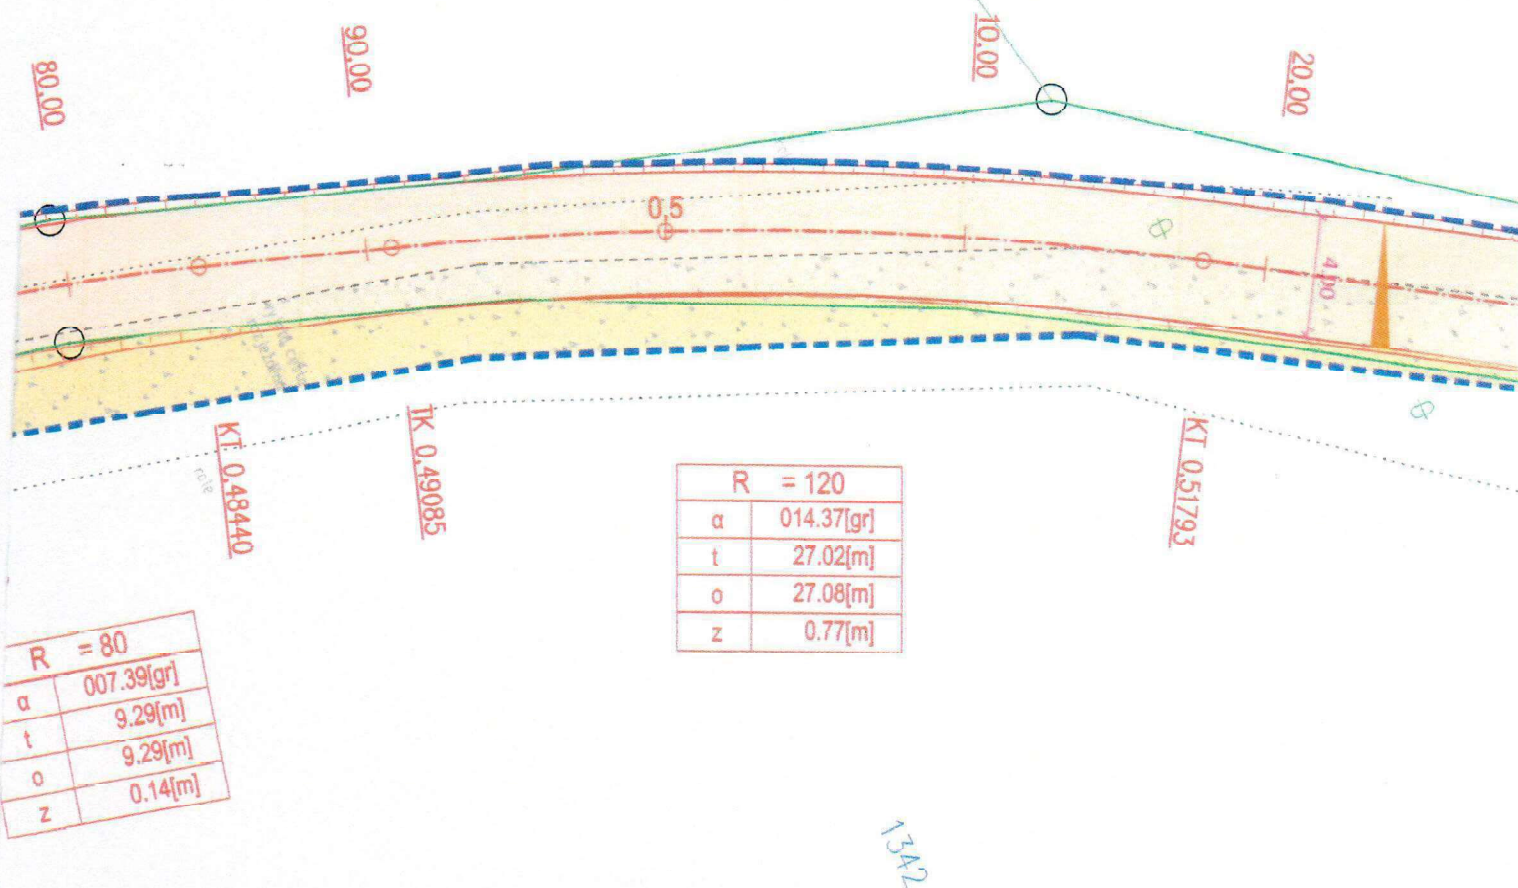 80,00
90,00
10,00
20,00
0,5
4,00
KT 0,48440
TK 0,49085
KT 0,51793
role
R = 120
α 014.37[gr]
t 27.02[m]
o 27.08[m]
z 0.77[m]
R = 80
α 007.39[gr]
t 9.29[m]
o 9.29[m]
z 0.14[m]
1342